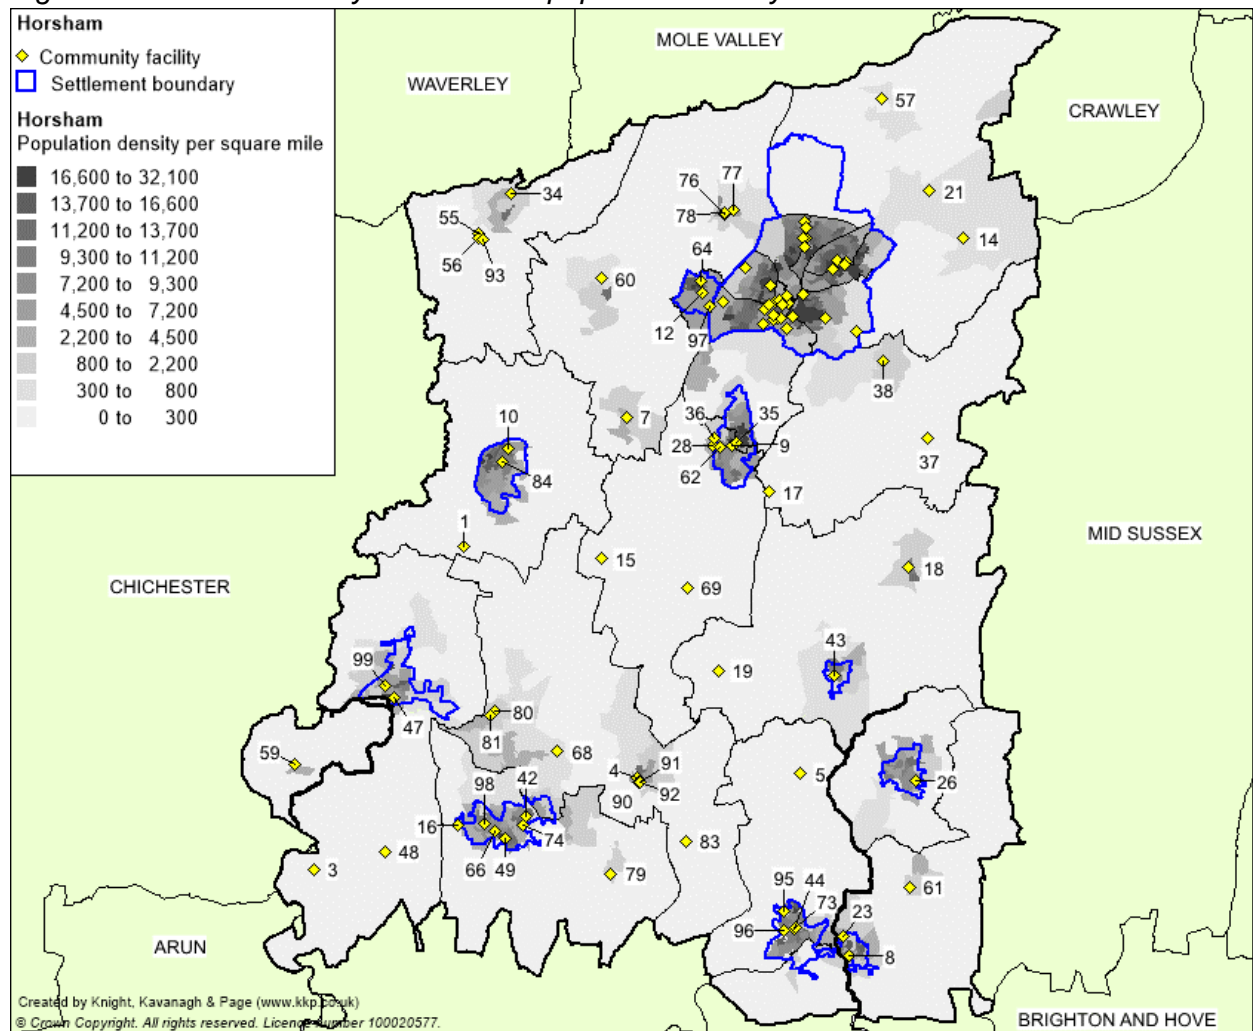 Horsham
Community facility
Settlement boundary
Horsham
Population density per square mile
16,600 to 32,100
13,700 to 16,600
11,200 to 13,700
9,300 to 11,200
7,200 to 9,300
4,500 to 7,200
2,200 to 4,500
800 to 2,200
300 to 800
0 to 300
MOLE VALLEY
WAVERLEY
CRAWLEY
57
34
76
77
78
21
55
56
93
14
64
60
12
97
38
10
7
36
35
28
9
62
37
84
17
1
MID SUSSEX
15
18
CHICHESTER
69
43
99
19
47
80
81
59
68
4
91
5
90
92
26
98
42
16
74
83
66
49
48
3
79
61
95
44
73
23
96
8
ARUN
Created by Knight, Kavanagh & Page (www.kkp.co.uk)
© Crown Copyright. All rights reserved. Licence number 100020577.
BRIGHTON AND HOVE